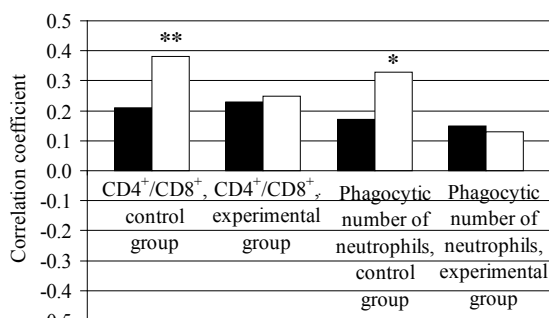 Correlation coefficient
0.5
0.4
0.3
0.2
0.1
0.0
-0.1
-0.2
-0.3
-0.4
-0.5
**
*
CD4⁺/CD8⁺,
control
group
CD4⁺/CD8⁺,
experimental
group
Phagocytic
number of
neutrophils,
control
group
Phagocytic
number of
neutrophils,
experimental
group